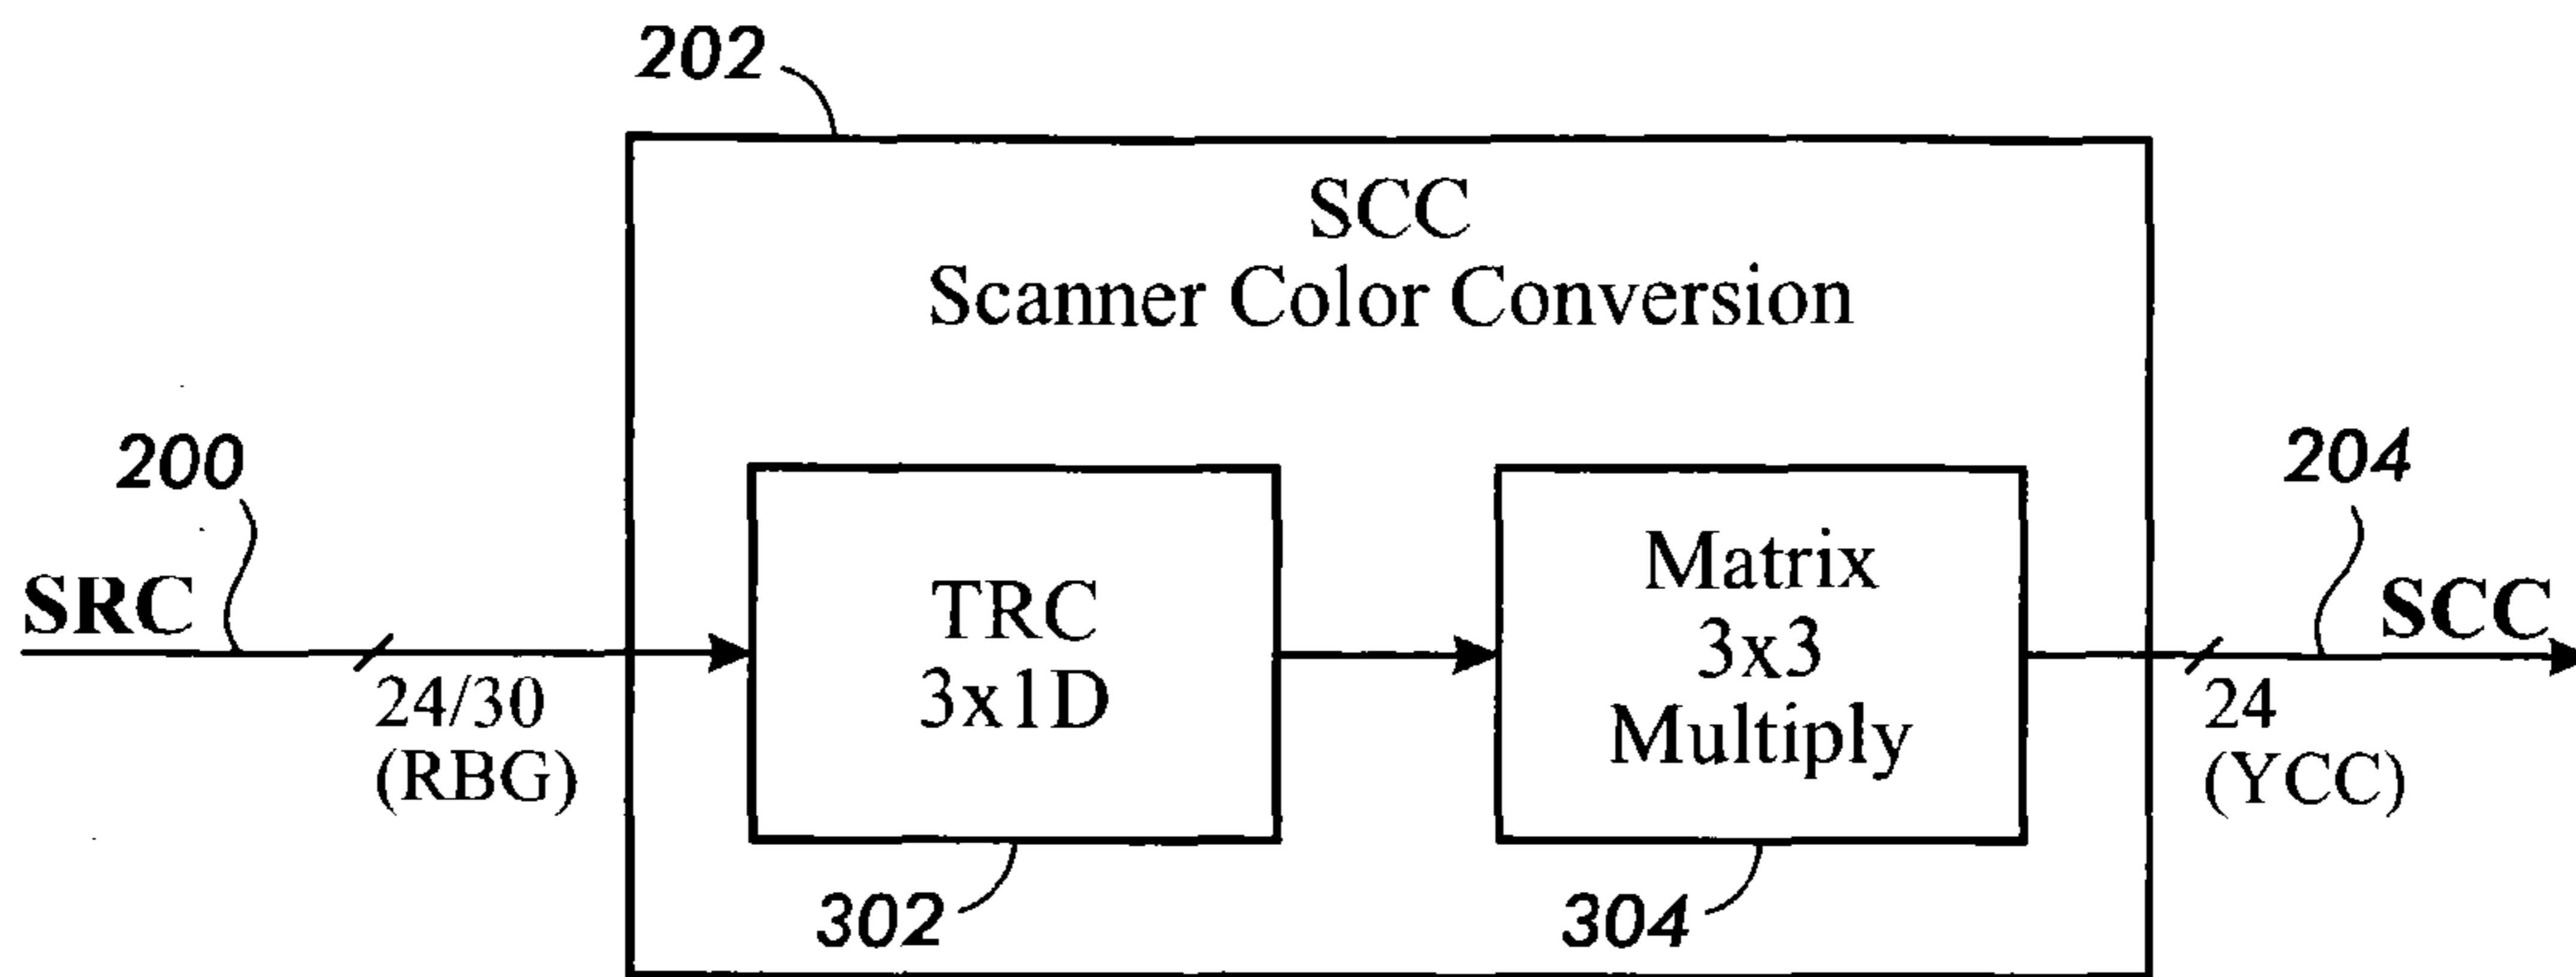 202
SCC
Scanner Color Conversion
200
204
SRC
24/30
(RBG)
TRC
3x1D
Matrix
3x3
Multiply
SCC
24
(YCC)
302
304